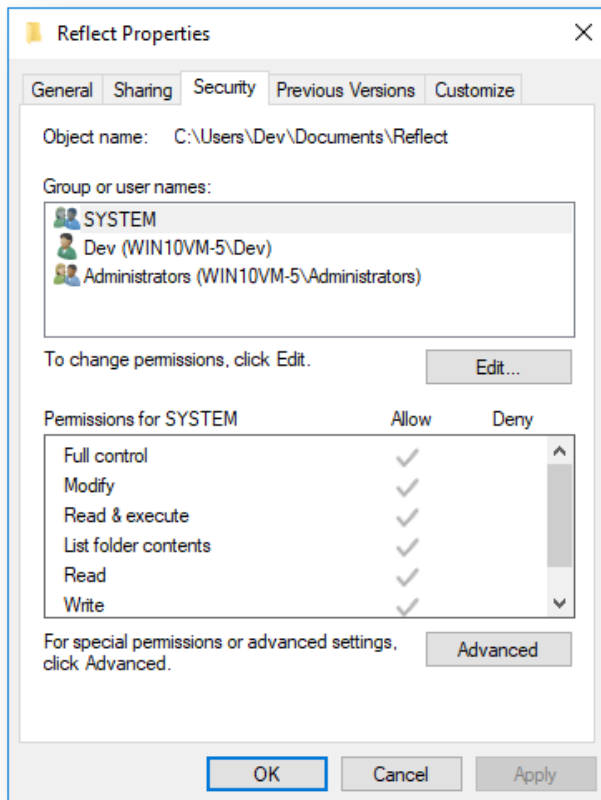 Reflect Properties
General Sharing Security Previous Versions Customize
Object name: C:\Users\Dev\Documents\Reflect
Group or user names:
SYSTEM
Dev (WIN10VM-5\Dev)
Administrators (WIN10VM-5\Administrators)
To change permissions, click Edit.
Edit...
Permissions for SYSTEM Allow Deny
Full control
Modify
Read & execute
List folder contents
Read
Write
For special permissions or advanced settings,
click Advanced.
Advanced
OK Cancel Apply